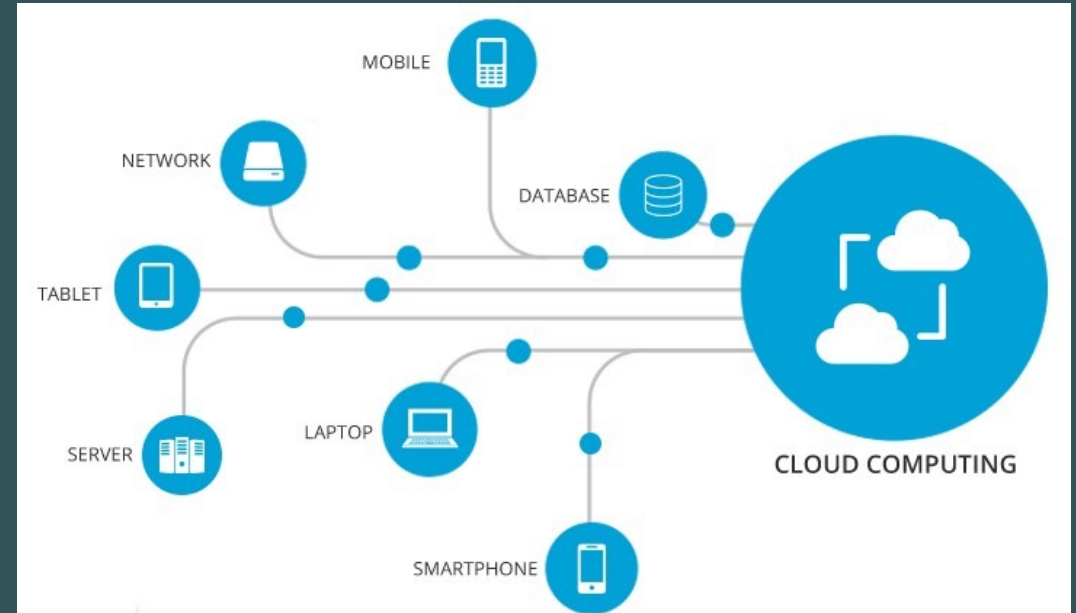 MOBILE
NETWORK
DATABASE
TABLET
LAPTOP
SERVER
CLOUD COMPUTING
SMARTPHONE